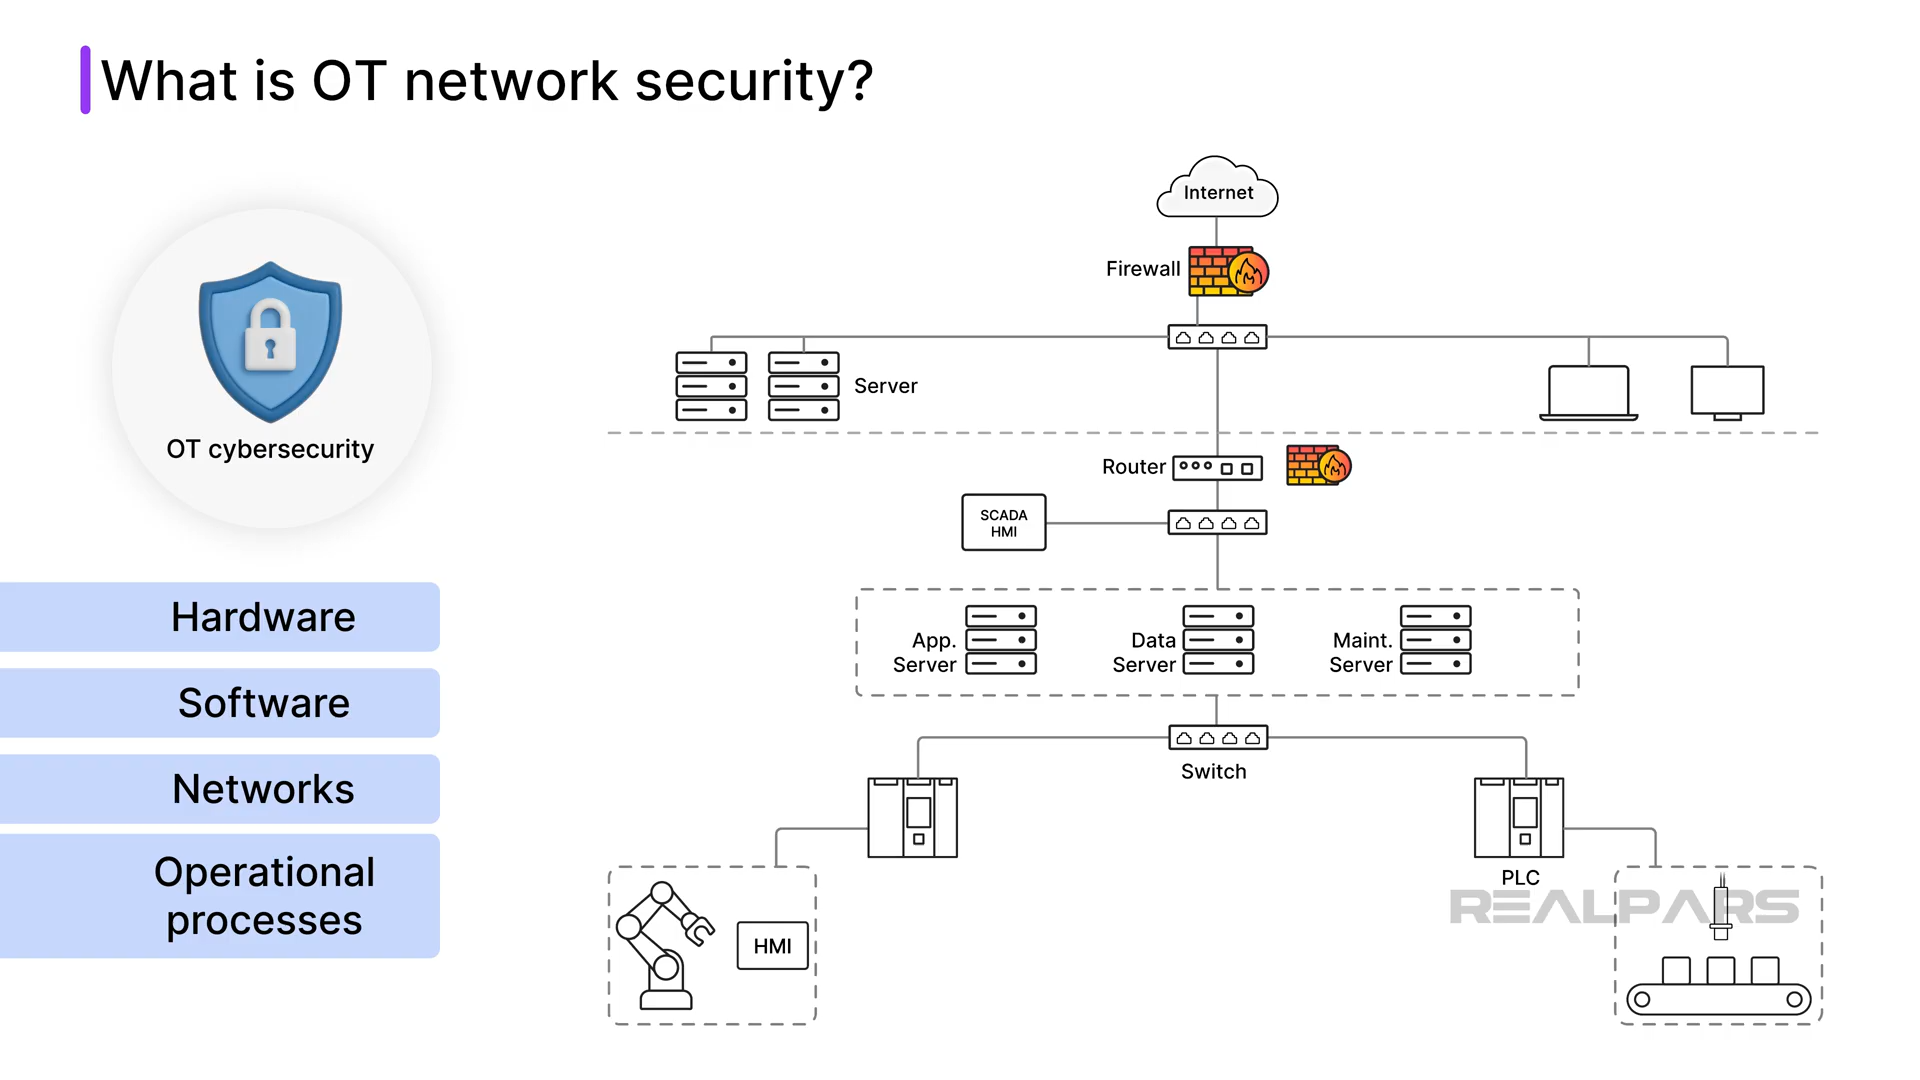 What is OT network security?
Internet
Firewall
Server
OT cybersecurity
Router
SCADA
HMI
Hardware
App.
Server
Data
Server
Maint.
Server
Software
Switch
Networks
Operational
processes
PLC
REALPARS
HMI